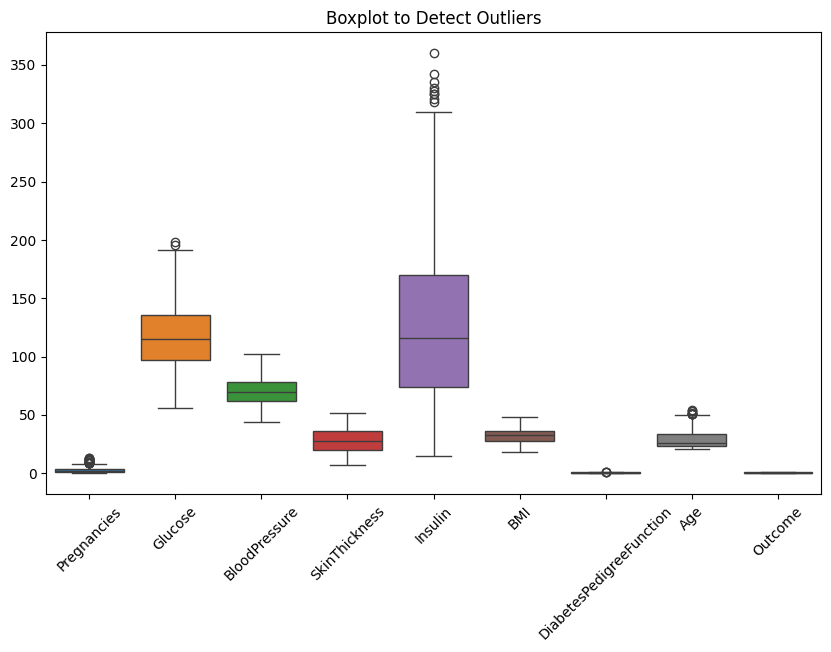 Boxplot to Detect Outliers
350
300
250
200
150
100
50
0
Pregnancies
Glucose
BloodPressure
SkinThickness
Insulin
BMI
DiabetesPedigreeFunction
Age
Outcome